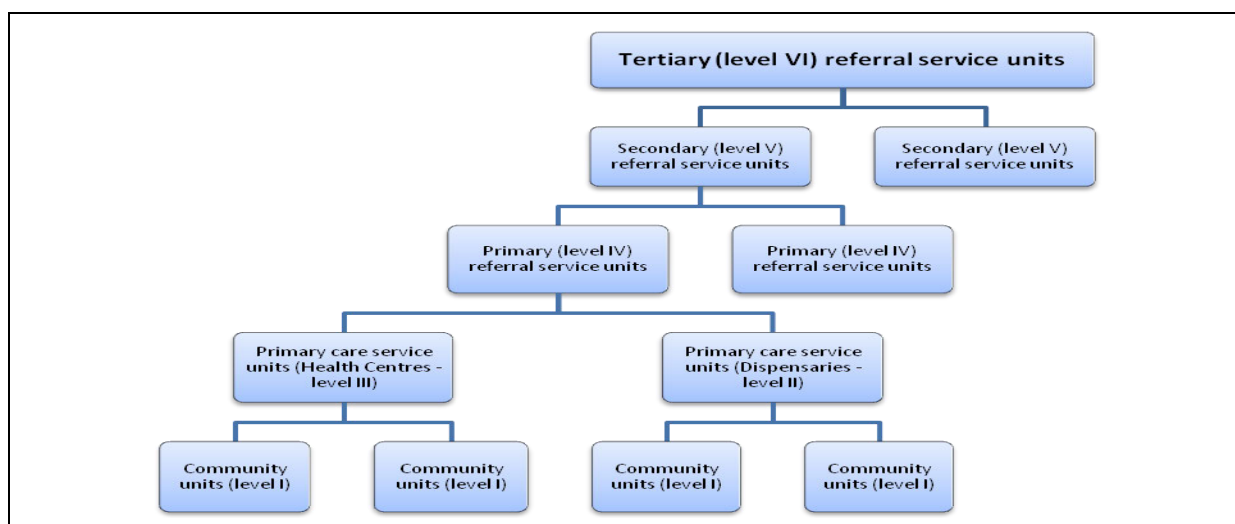 Tertiary (level VI) referral service units
Secondary (level V)
referral service units
Secondary (level V)
referral service units
Primary (level IV)
referral service units
Primary (level IV)
referral service units
Primary care service
units (Health Centres -
level III)
Primary care service
units (Dispensaries -
level II)
Community
units (level I)
Community
units (level I)
Community
units (level I)
Community
units (level I)